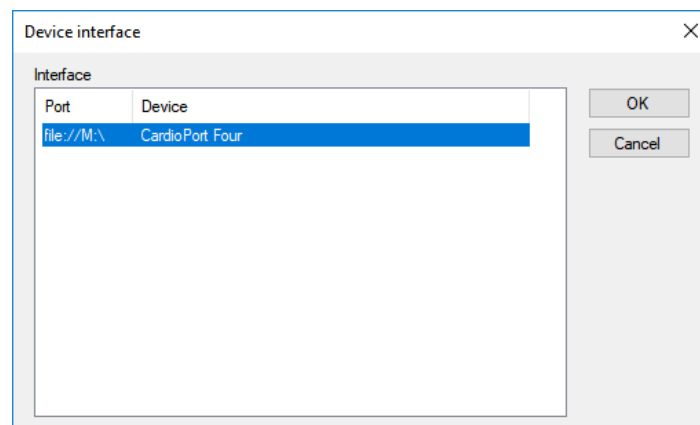 Device interface
Interface
Port Device
file://M:\ CardioPort Four
OK
Cancel